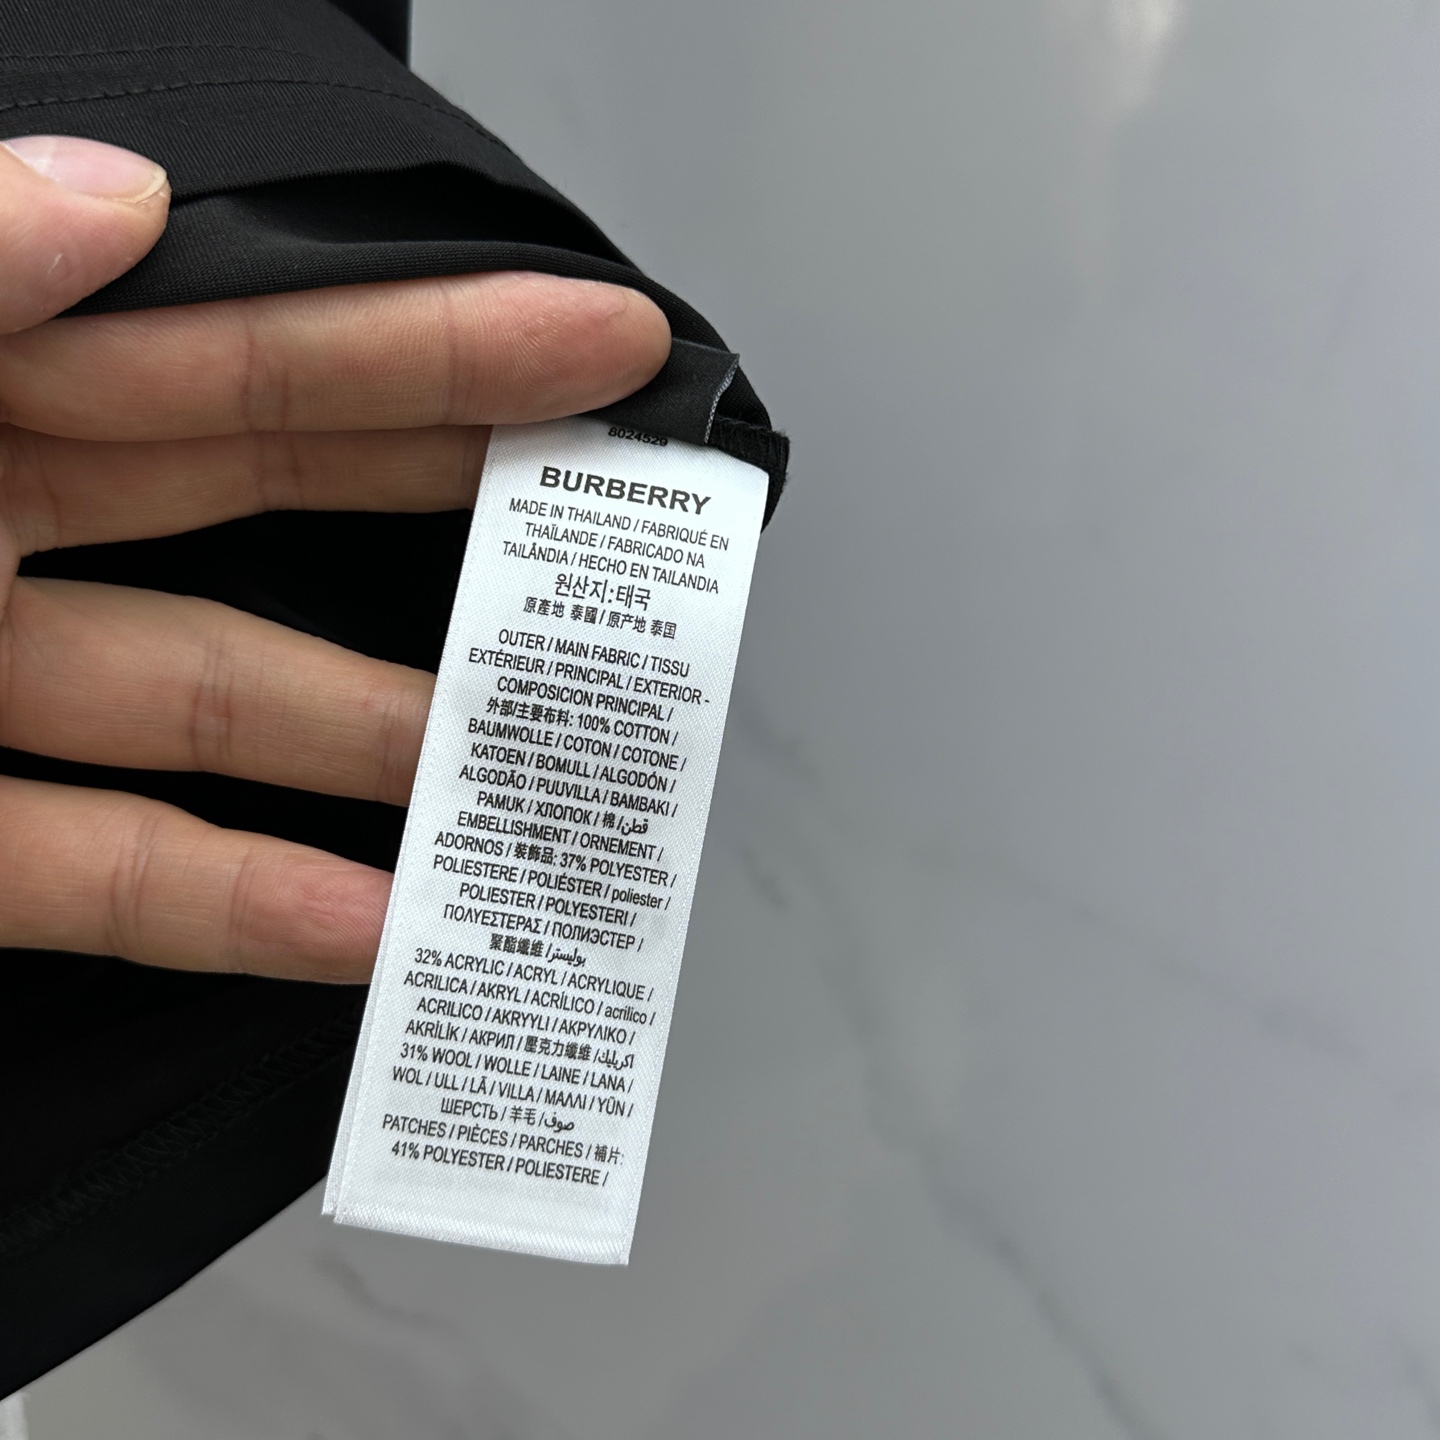 8024529
BURBERRY
MADE IN THAILAND / FABRIQUÉ EN
THAÏLANDE / FABRICADO NA
TAILÂNDIA / HECHO EN TAILANDIA
원산지:태국
原產地 泰國 / 原产地 泰国
OUTER / MAIN FABRIC / TISSU
EXTÉRIEUR / PRINCIPAL / EXTERIOR -
COMPOSICION PRINCIPAL /
外部/主要布料: 100% COTTON /
BAUMWOLLE / COTON / COTONE /
KATOEN / BOMULL / ALGODÓN /
ALGODÃO / PUUVILLA / BAMBAKI /
PAMUK / ХЛОПОК / 棉 / قطن
EMBELLISHMENT / ORNEMENT /
ADORNOS / 裝飾品: 37% POLYESTER /
POLIESTERE / POLIÉSTER / poliester /
POLIESTER / POLYESTERI /
ΠΟΛΥΕΣΤΕΡΑΣ / ПОЛИЭСТЕР /
聚酯纖維 / بوليستر
32% ACRYLIC / ACRYL / ACRYLIQUE /
ACRILICA / AKRYL / ACRÍLICO / acrílico /
ACRILICO / AKRYYLI / ΑΚΡΥΛΙΚΟ /
AKRİLİK / АКРИЛ / 壓克力纖維 / اكريليك
31% WOOL / WOLLE / LAINE / LANA /
WOL / ULL / LÃ / VILLA / ΜΑΛΛΙ / YÜN /
ШЕРСТЬ / 羊毛 / صوف
PATCHES / PIÈCES / PARCHES / 補片:
41% POLYESTER / POLIESTERE /